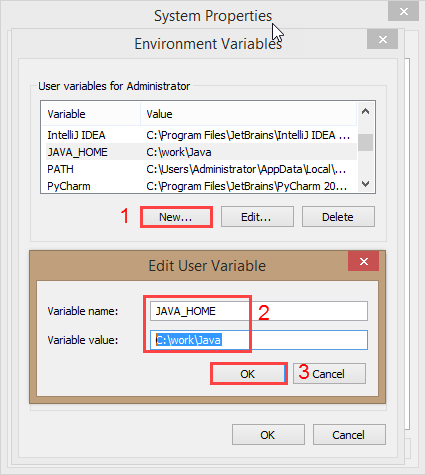 System Properties
Environment Variables
User variables for Administrator
Variable Value
IntelliJ IDEA C:\Program Files\JetBrains\IntelliJ IDEA ...
JAVA_HOME C:\work\Java
PATH C:\Users\Administrator\AppData\Local\...
PyCharm C:\Program Files\JetBrains\PyCharm 20...
1 New... Edit... Delete
Edit User Variable
Variable name: JAVA_HOME 2
Variable value: C:\work\Java
OK 3 Cancel
OK Cancel